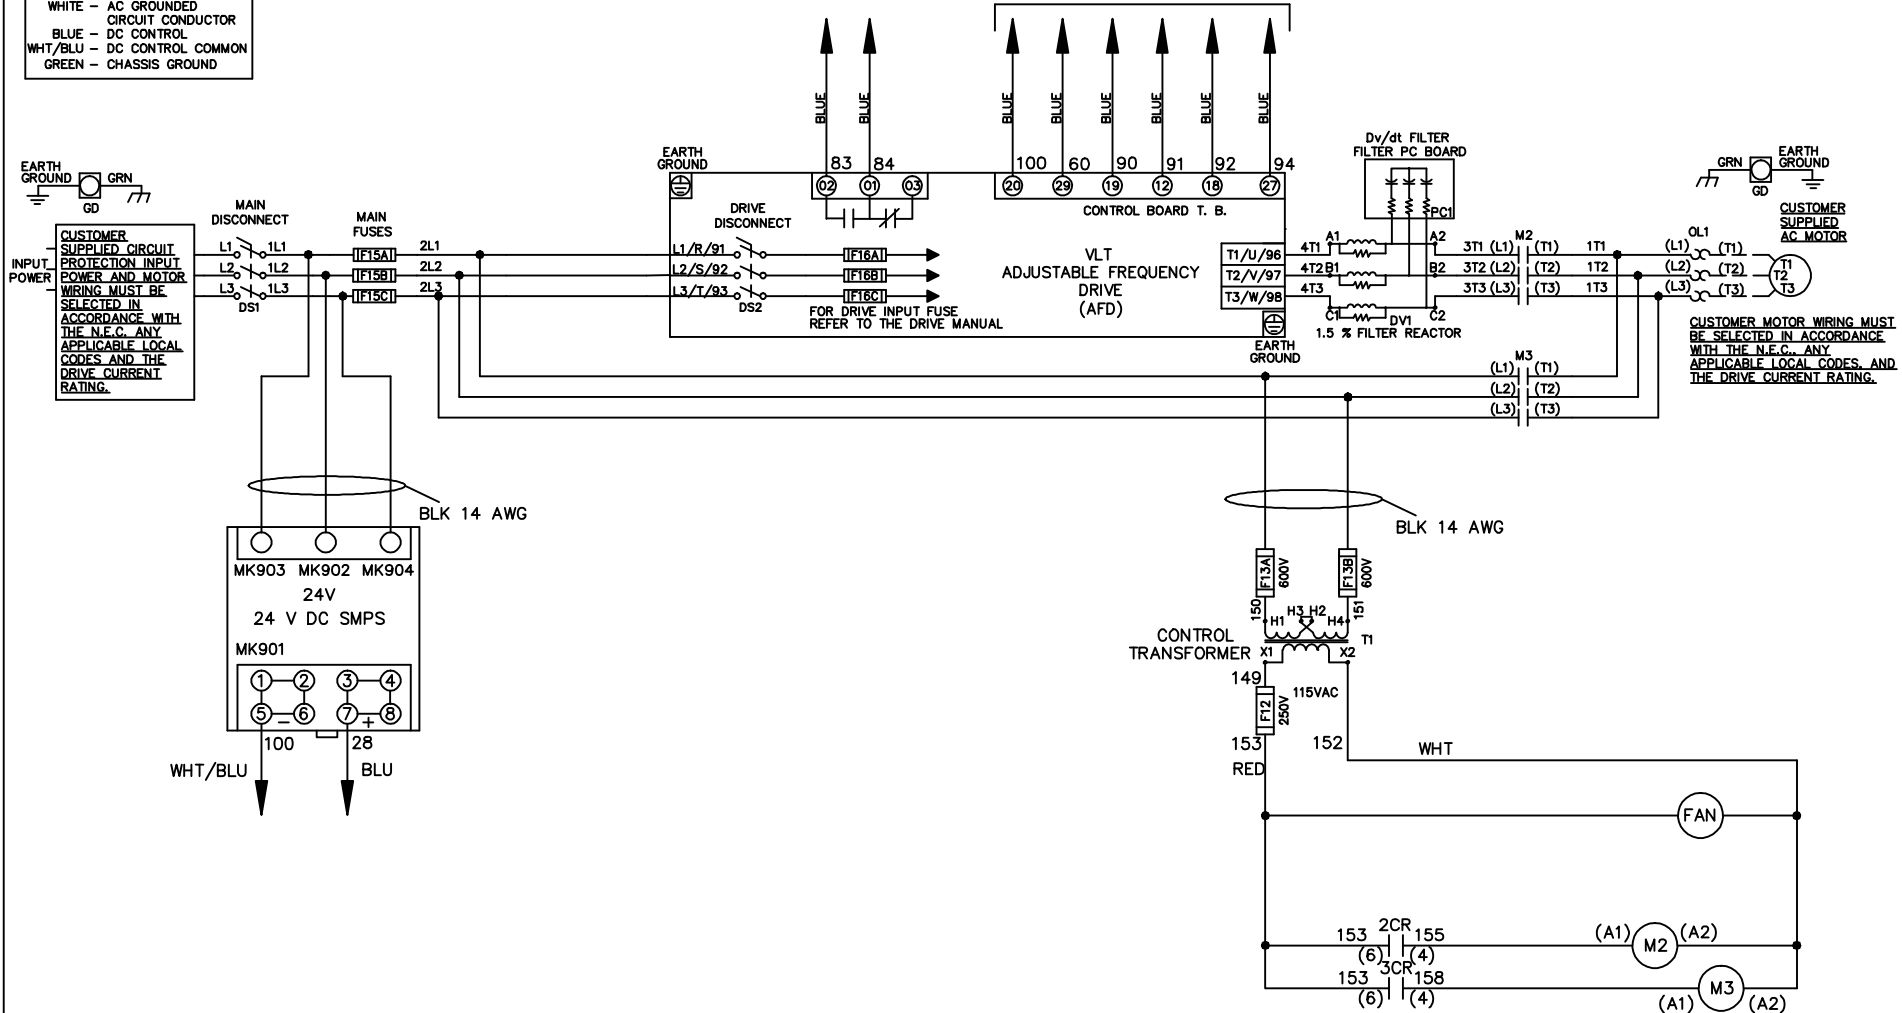 WHITE – AC GROUNDED
CIRCUIT CONDUCTOR
BLUE – DC CONTROL
WHT/BLU – DC CONTROL COMMON
GREEN – CHASSIS GROUND
BLUE
BLUE
BLUE
BLUE
BLUE
BLUE
BLUE
BLUE
EARTH
GROUND
GRN
GD
INPUT
POWER
CUSTOMER
SUPPLIED CIRCUIT
PROTECTION INPUT
POWER AND MOTOR
WIRING MUST BE
SELECTED IN
ACCORDANCE WITH
THE N.E.C. ANY
APPLICABLE LOCAL
CODES AND THE
DRIVE CURRENT
RATING.
MAIN
DISCONNECT
L1 1L1
L2 1L2
L3 1L3
DS1
MAIN
FUSES
F15A
F15B
F15C
2L1
2L2
2L3
EARTH
GROUND
83 84
02 01 03
DRIVE
DISCONNECT
L1/R/91
L2/S/92
L3/T/93
DS2
F16A
F16B
F16C
FOR DRIVE INPUT FUSE
REFER TO THE DRIVE MANUAL
100 60 90 91 92 94
20 29 19 12 18 27
CONTROL BOARD T. B.
VLT
ADJUSTABLE FREQUENCY
DRIVE
(AFD)
T1/U/96
T2/V/97
T3/W/98
EARTH
GROUND
Dv/dt FILTER
FILTER PC BOARD
PC1
4T1 A1 A2
4T2 B1 B2
4T3 C1 C2
DV1
1.5 % FILTER REACTOR
M2
3T1 (L1) (T1) 1T1
3T2 (L2) (T2) 1T2
3T3 (L3) (T3) 1T3
OL1
(L1) (T1)
(L2) (T2)
(L3) (T3)
T1
T2
T3
GRN
EARTH
GROUND
GD
CUSTOMER
SUPPLIED
AC MOTOR
CUSTOMER MOTOR WIRING MUST
BE SELECTED IN ACCORDANCE
WITH THE N.E.C., ANY
APPLICABLE LOCAL CODES, AND
THE DRIVE CURRENT RATING.
M3
(L1) (T1)
(L2) (T2)
(L3) (T3)
BLK 14 AWG
MK903 MK902 MK904
24V
24 V DC SMPS
MK901
1 2 3 4
5 6 7 8
– +
100 28
WHT/BLU BLU
BLK 14 AWG
F13A 600V
F13B 600V
150 151
H1 H3 H2 H4
T1
CONTROL
TRANSFORMER
X1 X2
149
115VAC
F12 250V
153 152
WHT
RED
FAN
2CR
153 155
(6) (4)
(A1) M2 (A2)
3CR
153 158
(6) (4)
(A1) M3 (A2)